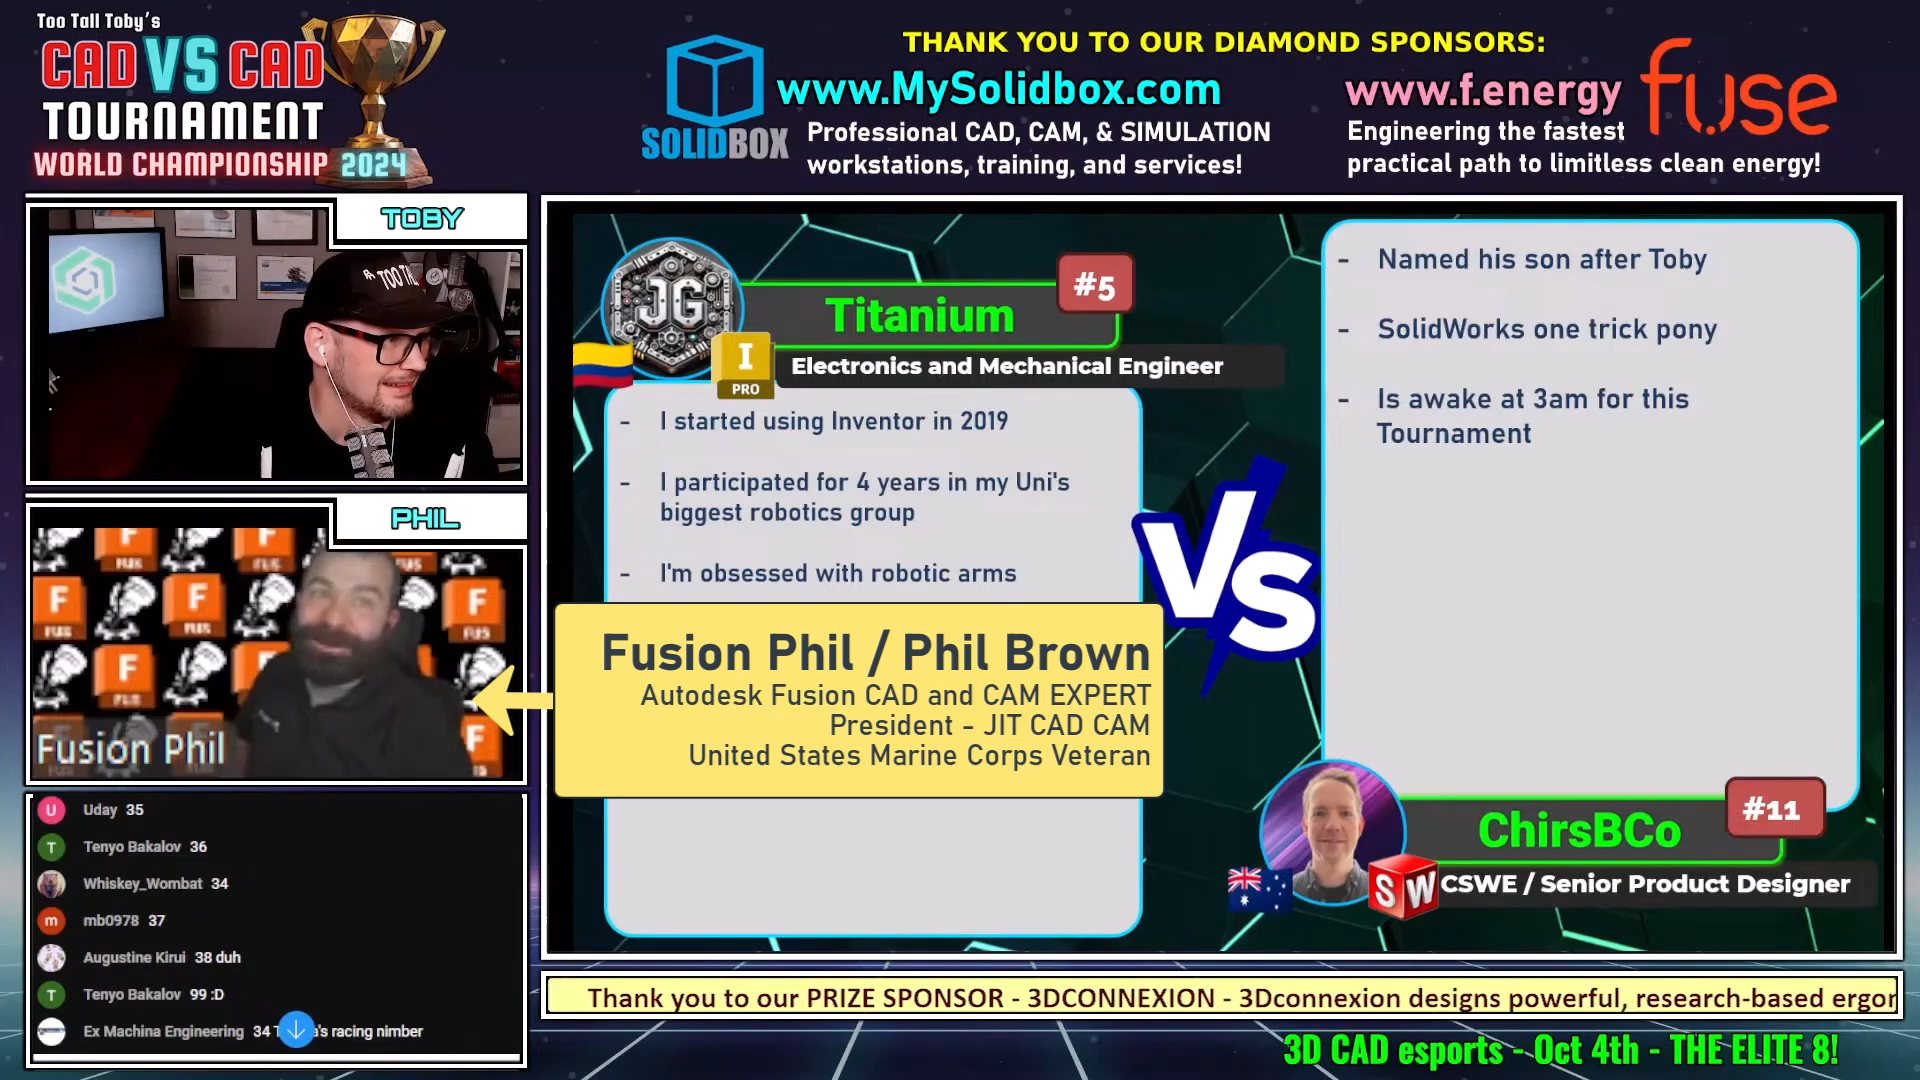 Too Tall Toby's
CAD VS CAD
TOURNAMENT
WORLD CHAMPIONSHIP 2024
SOLIDBOX
THANK YOU TO OUR DIAMOND SPONSORS:
www.MySolidbox.com
Professional CAD, CAM, & SIMULATION
workstations, training, and services!
www.f.energy
Engineering the fastest
practical path to limitless clean energy!
fuse
TOBY
TOO TAL
PHIL
Fusion Phil
Uday 35
Tenyo Bakalov 36
Whiskey_Wombat 34
mb0978 37
Augustine Kirui 38 duh
Tenyo Bakalov 99 :D
Ex Machina Engineering 34 's racing nimber
JG
Titanium
#5
I
PRO
Electronics and Mechanical Engineer
- I started using Inventor in 2019
- I participated for 4 years in my Uni's
biggest robotics group
- I'm obsessed with robotic arms
Fusion Phil / Phil Brown
Autodesk Fusion CAD and CAM EXPERT
President - JIT CAD CAM
United States Marine Corps Veteran
VS
- Named his son after Toby
- SolidWorks one trick pony
- Is awake at 3am for this
Tournament
ChirsBCo
#11
SW
CSWE / Senior Product Designer
Thank you to our PRIZE SPONSOR - 3DCONNEXION - 3Dconnexion designs powerful, research-based ergor
3D CAD esports - Oct 4th - THE ELITE 8!